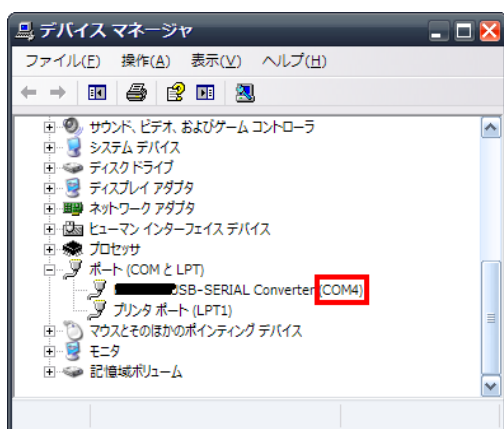 デバイス マネージャ
ファイル(F) 操作(A) 表示(V) ヘルプ(H)
サウンド、ビデオ、およびゲーム コントローラ
システム デバイス
ディスク ドライブ
ディスプレイ アダプタ
ネットワーク アダプタ
ヒューマン インターフェイス デバイス
プロセッサ
ポート (COM と LPT)
SB-SERIAL Converter (COM4)
プリンタ ポート (LPT1)
マウスとそのほかのポインティング デバイス
モニタ
記憶域ボリューム